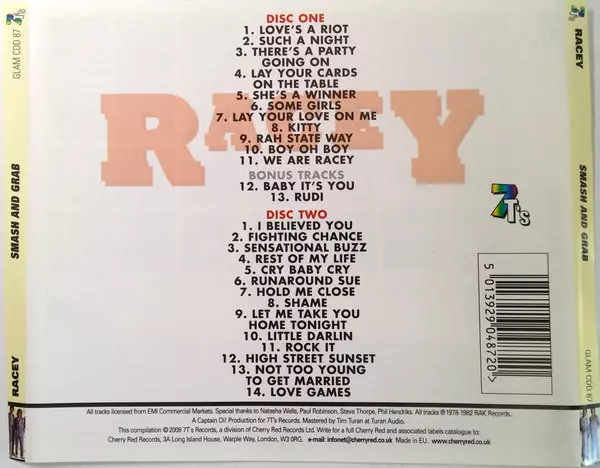 7T's
GLAM CDD 87
SMASH AND GRAB
RACEY
RACEY
DISC ONE
1. LOVE'S A RIOT
2. SUCH A NIGHT
3. THERE'S A PARTY
GOING ON
4. LAY YOUR CARDS
ON THE TABLE
5. SHE'S A WINNER
6. SOME GIRLS
7. LAY YOUR LOVE ON ME
8. KITTY
9. RAH STATE WAY
10. BOY OH BOY
11. WE ARE RACEY
BONUS TRACKS
12. BABY IT'S YOU
13. RUDI
DISC TWO
1. I BELIEVED YOU
2. FIGHTING CHANCE
3. SENSATIONAL BUZZ
4. REST OF MY LIFE
5. CRY BABY CRY
6. RUNAROUND SUE
7. HOLD ME CLOSE
8. SHAME
9. LET ME TAKE YOU
HOME TONIGHT
10. LITTLE DARLIN
11. ROCK IT
12. HIGH STREET SUNSET
13. NOT TOO YOUNG
TO GET MARRIED
14. LOVE GAMES
7T's
5 013929 048720 >
All tracks licensed from EMI Commercial Markets. Special thanks to Natasha Wells, Paul Robinson, Steve Thorpe, Phil Hendriks. All tracks ℗ 1978-1982 RAK Records.
A Captain Oi! Production for 7T's Records. Mastered by Tim Turan at Turan Audio.
This compilation © 2009 7T's Records, a division of Cherry Red Records Ltd. Write for a full Cherry Red and associated labels catalogue to:
Cherry Red Records, 3A Long Island House, Warple Way, London, W3 0RG. e-mail: infonet@cherryred.co.uk Made in EU. www.cherryred.co.uk
7T's
RACEY
SMASH AND GRAB
GLAM CDD 87